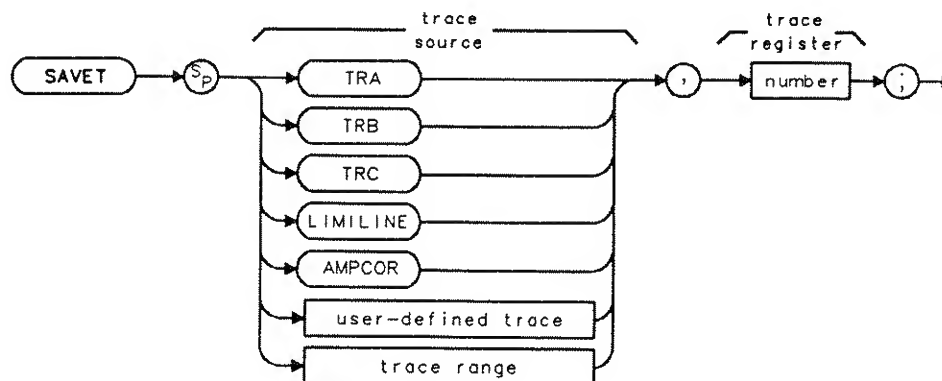 trace
source
trace
register
SAVET
SP
TRA
,
number
;
TRB
TRC
LIMILINE
AMPCOR
user-defined trace
trace range